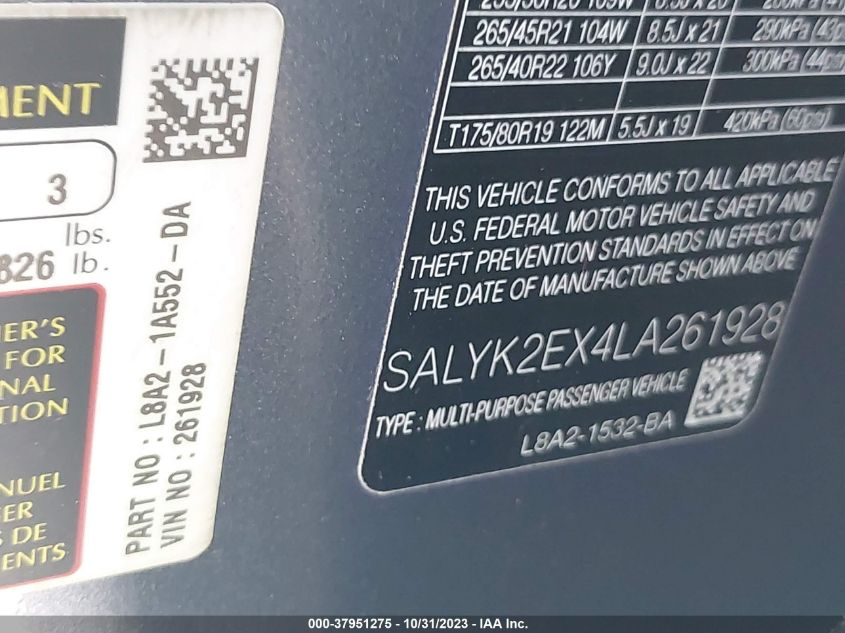 MENT
3
lbs.
826 lb.
ER'S
FOR
NAL
TION
NUEL
GER
S DE
ENTS
PART NO : L8A2-1A552-DA
VIN NO : 261928
265/45R21 104W 8.5J x 21 290kPa (43p
265/40R22 106Y 9.0J x 22 300kPa (44psi
T175/80R19 122M 5.5J x 19 420kPa (60psi)
THIS VEHICLE CONFORMS TO ALL APPLICABLE
U.S. FEDERAL MOTOR VEHICLE SAFETY AND
THEFT PREVENTION STANDARDS IN EFFECT ON
THE DATE OF MANUFACTURE SHOWN ABOVE
SALYK2EX4LA261928
TYPE : MULTI-PURPOSE PASSENGER VEHICLE
L8A2-1532-BA
000-37951275 - 10/31/2023 - IAA Inc.